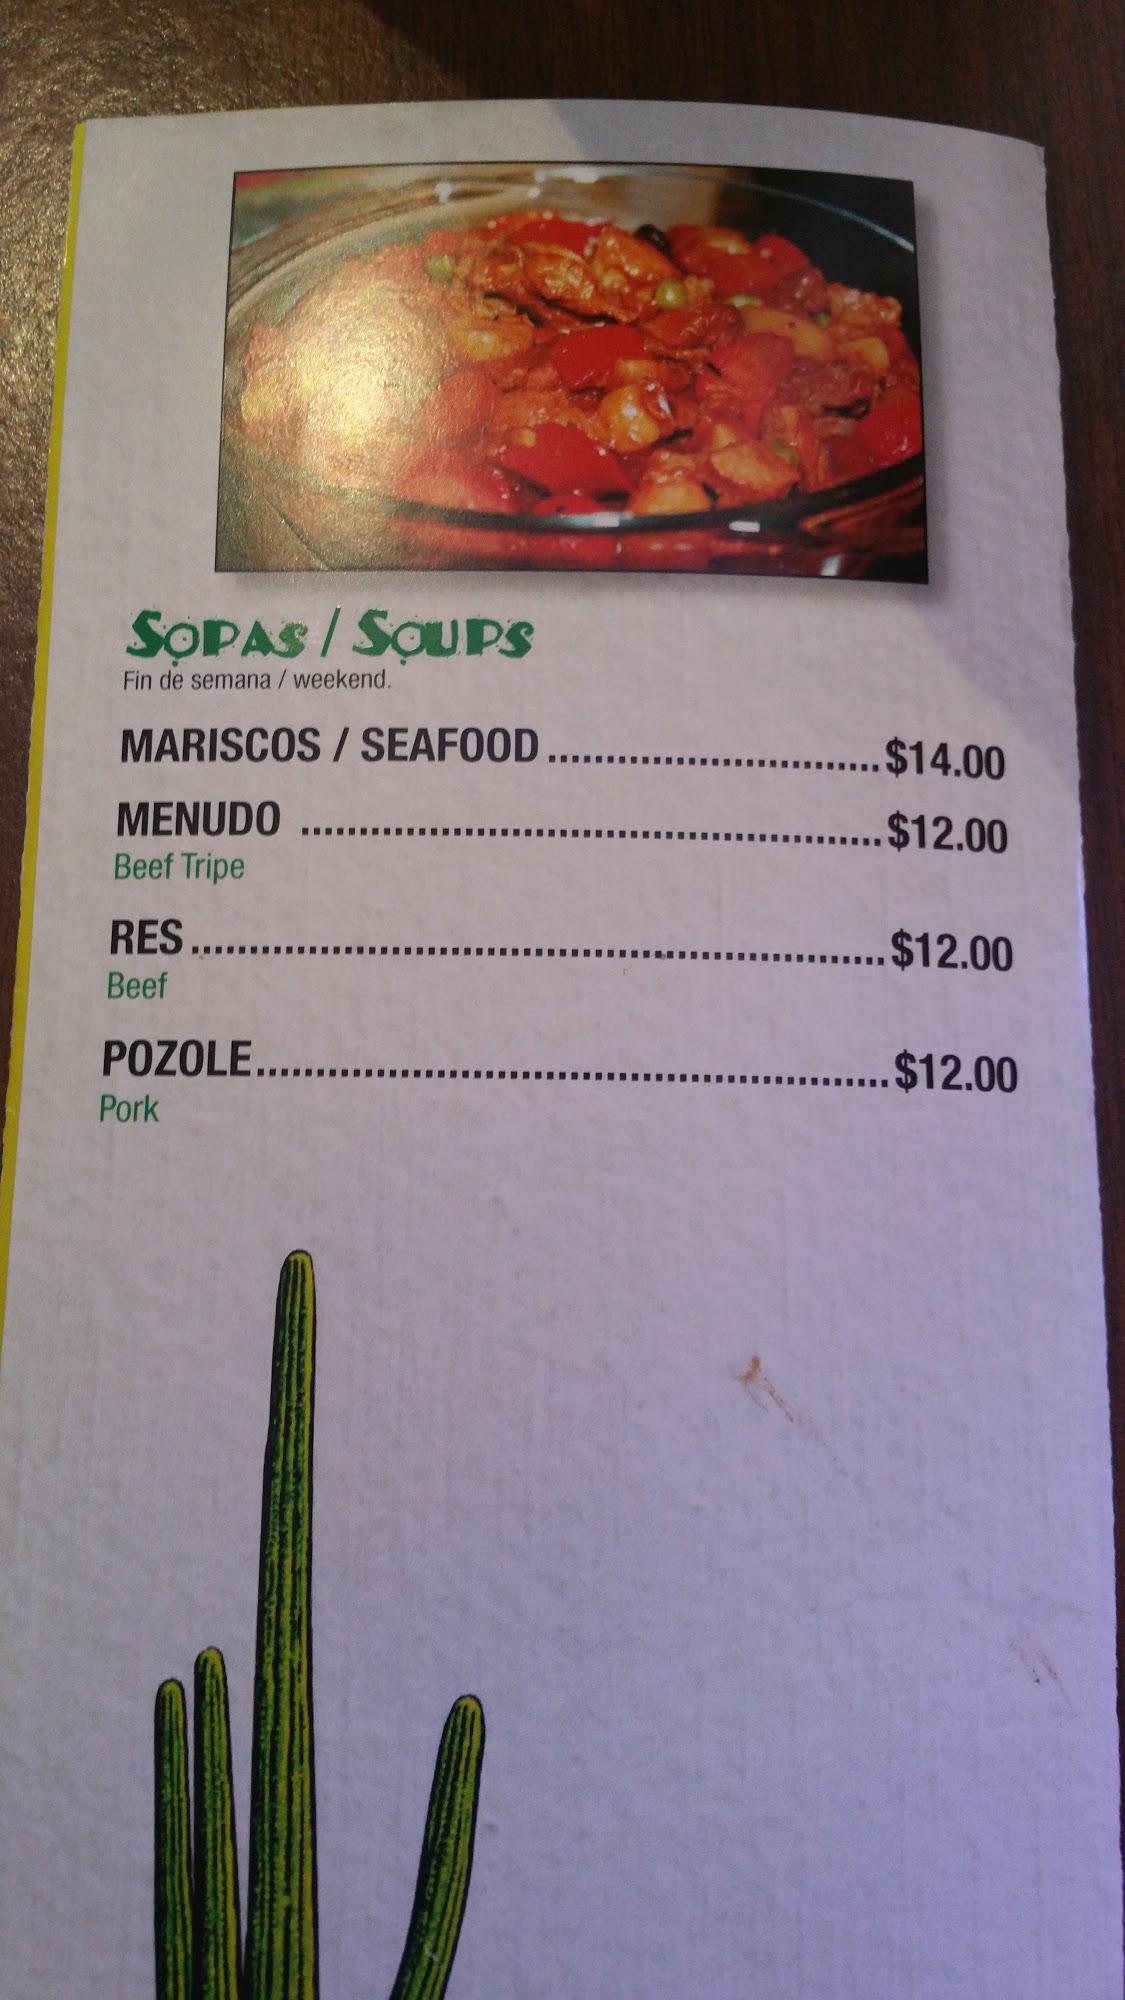 SOPAS / SOUPS
Fin de semana / weekend.
MARISCOS / SEAFOOD ............................ $14.00
MENUDO .................................................. $12.00
Beef Tripe
RES ............................................................ $12.00
Beef
POZOLE ...................................................... $12.00
Pork